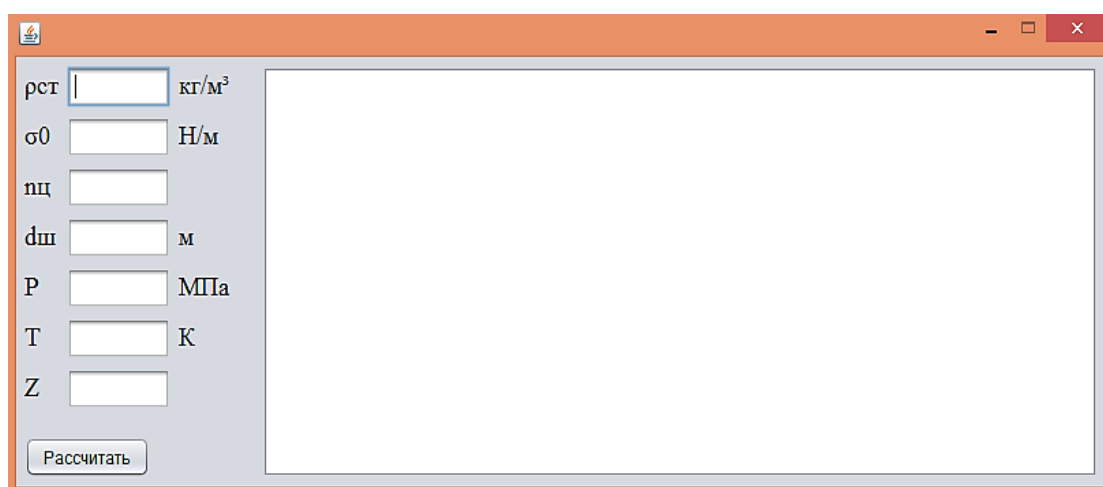 ρст кг/м³
σ0 Н/м
nц
dш м
P МПа
T К
Z
Рассчитать